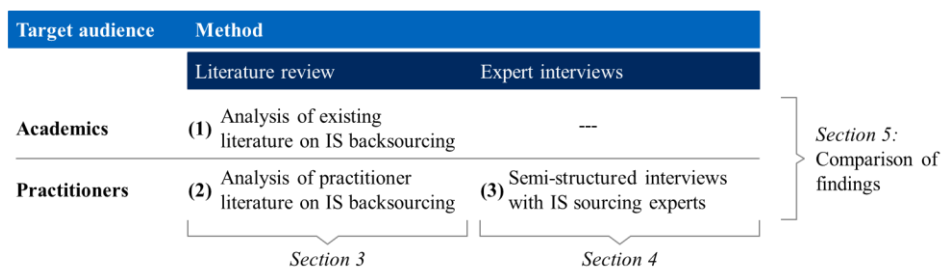 Target audience Method
Literature review Expert interviews
Academics (1) Analysis of existing literature on IS backsourcing ---
Practitioners (2) Analysis of practitioner literature on IS backsourcing (3) Semi-structured interviews with IS sourcing experts
Section 5:
Comparison of
findings
Section 3 Section 4